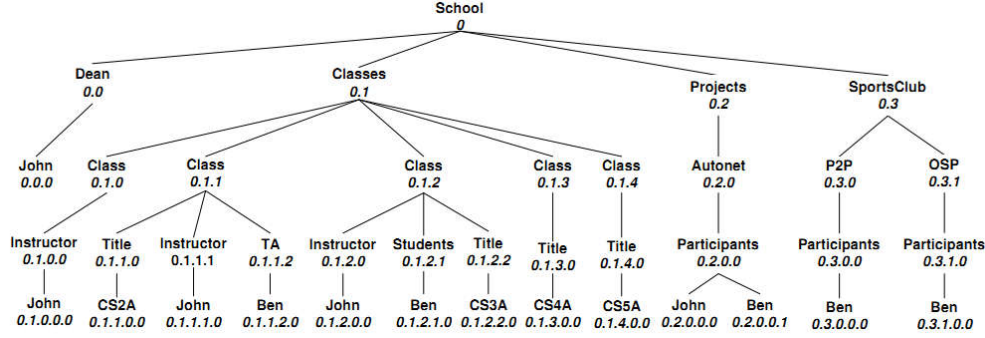 School
0
Dean Classes Projects SportsClub
0.0 0.1 0.2 0.3
John Class Class Class Class Class Autonet P2P OSP
0.0.0 0.1.0 0.1.1 0.1.2 0.1.3 0.1.4 0.2.0 0.3.0 0.3.1
Instructor Title Instructor TA Instructor Students Title Title Title Participants Participants Participants
0.1.0.0 0.1.1.0 0.1.1.1 0.1.1.2 0.1.2.0 0.1.2.1 0.1.2.2 0.1.3.0 0.1.4.0 0.2.0.0 0.3.0.0 0.3.1.0
John CS2A John Ben John Ben CS3A CS4A CS5A John Ben Ben Ben
0.1.0.0.0 0.1.1.0.0 0.1.1.1.0 0.1.1.2.0 0.1.2.0.0 0.1.2.1.0 0.1.2.2.0 0.1.3.0.0 0.1.4.0.0 0.2.0.0.0 0.2.0.0.1 0.3.0.0.0 0.3.1.0.0